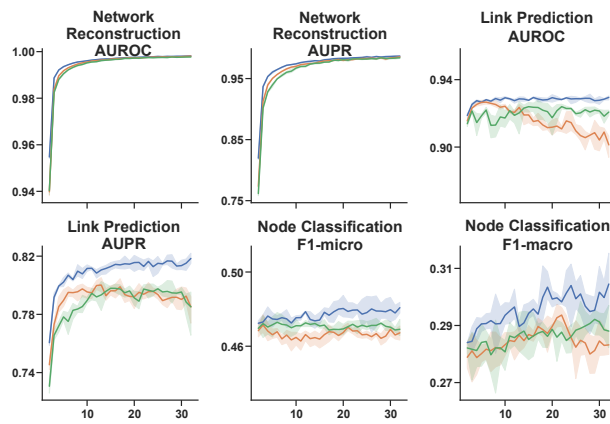 Network
Reconstruction
AUROC
1.00
0.98
0.96
0.94
Network
Reconstruction
AUPR
0.95
0.85
0.75
Link Prediction
AUROC
0.94
0.90
Link Prediction
AUPR
0.82
0.78
0.74
10
20
30
Node Classification
F1-micro
0.50
0.46
10
20
30
Node Classification
F1-macro
0.31
0.29
0.27
10
20
30